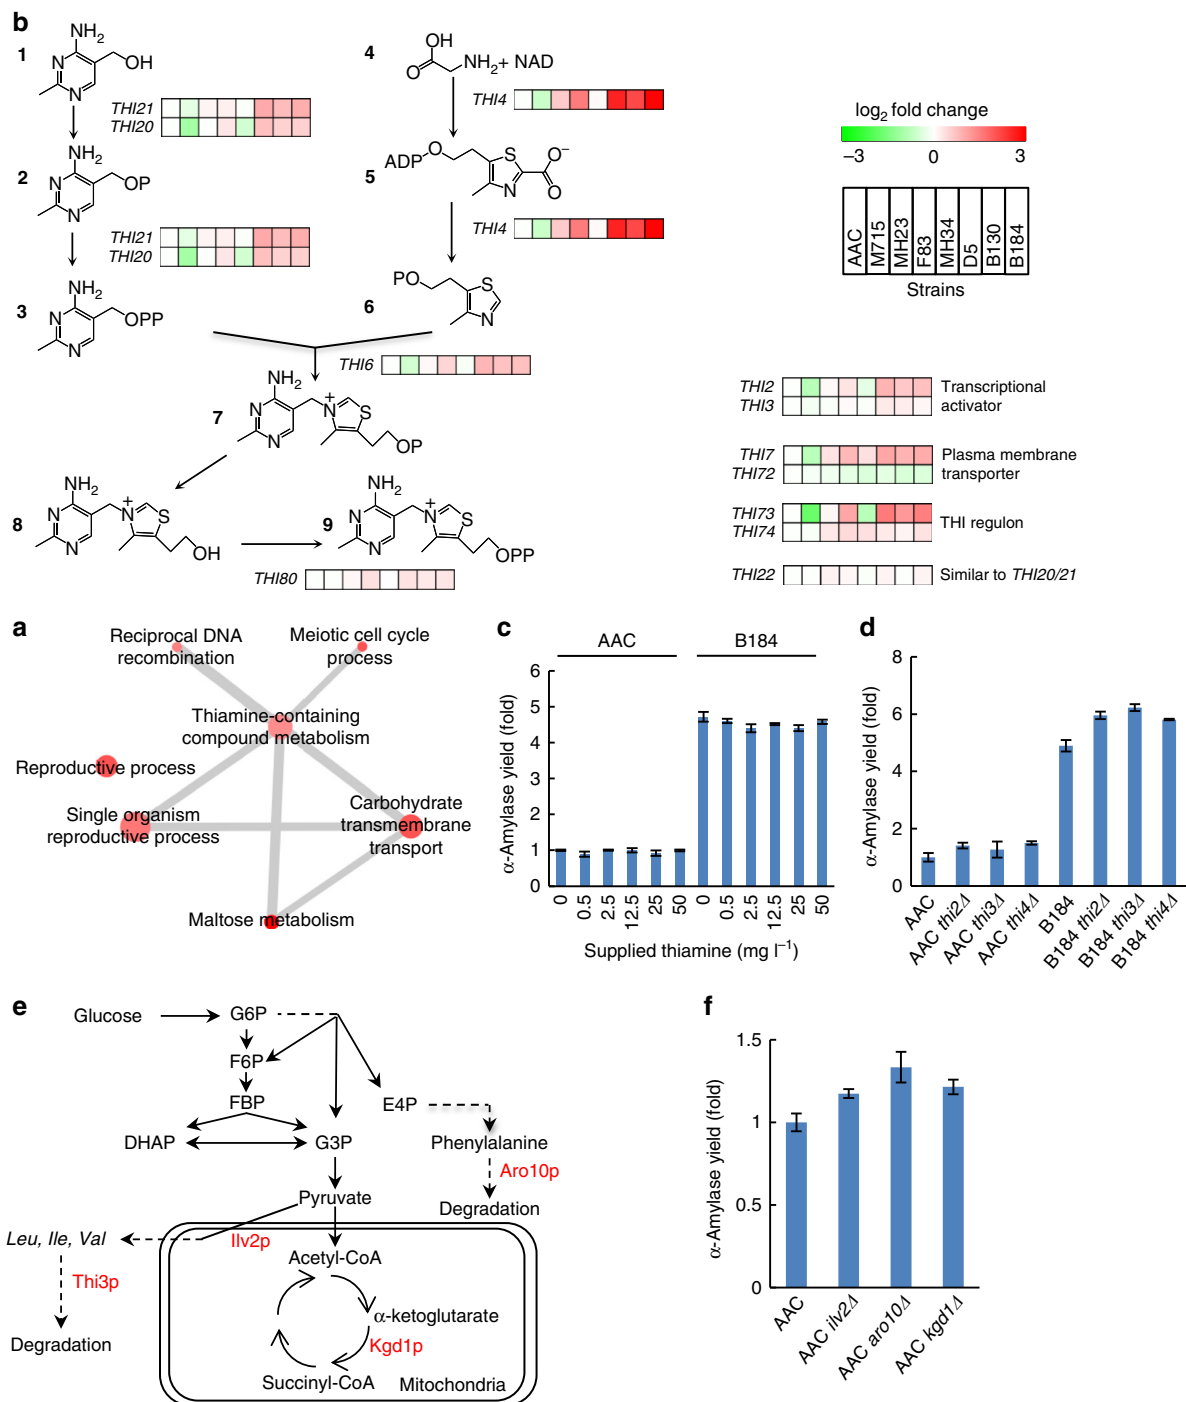 b
1
NH2
N
N
OH
THI21
THI20
2
NH2
N
N
OP
THI21
THI20
3
NH2
N
N
OPP
4
OH
O
NH2+ NAD
THI4
5
ADP
O
S
N
O−
O
THI4
6
PO
S
N
THI6
7
NH2
N
N
N+
S
OP
8
NH2
N
N
N+
S
OH
9
NH2
N
N
N+
S
OPP
THI80
log2 fold change
−3 0 3
AAC
M715
MH23
F83
MH34
D5
B130
B184
Strains
THI2
THI3
Transcriptional
activator
THI7
THI72
Plasma membrane
transporter
THI73
THI74
THI regulon
THI22
Similar to THI20/21
a
Reciprocal DNA
recombination
Meiotic cell cycle
process
Thiamine-containing
compound metabolism
Reproductive process
Single organism
reproductive process
Carbohydrate
transmembrane
transport
Maltose metabolism
c
AAC
B184
α-Amylase yield (fold)
6
5
4
3
2
1
0
0
0.5
2.5
12.5
25
50
0
0.5
2.5
12.5
25
50
Supplied thiamine (mg l−1)
d
α-Amylase yield (fold)
8
6
4
2
0
AAC
AAC thi2Δ
AAC thi3Δ
AAC thi4Δ
B184
B184 thi2Δ
B184 thi3Δ
B184 thi4Δ
e
Glucose
G6P
F6P
FBP
DHAP
G3P
E4P
Phenylalanine
Aro10p
Degradation
Pyruvate
Leu, Ile, Val
Ilv2p
Thi3p
Degradation
Acetyl-CoA
α-ketoglutarate
Kgd1p
Succinyl-CoA
Mitochondria
f
α-Amylase yield (fold)
1.5
1
0.5
0
AAC
AAC ilv2Δ
AAC aro10Δ
AAC kgd1Δ